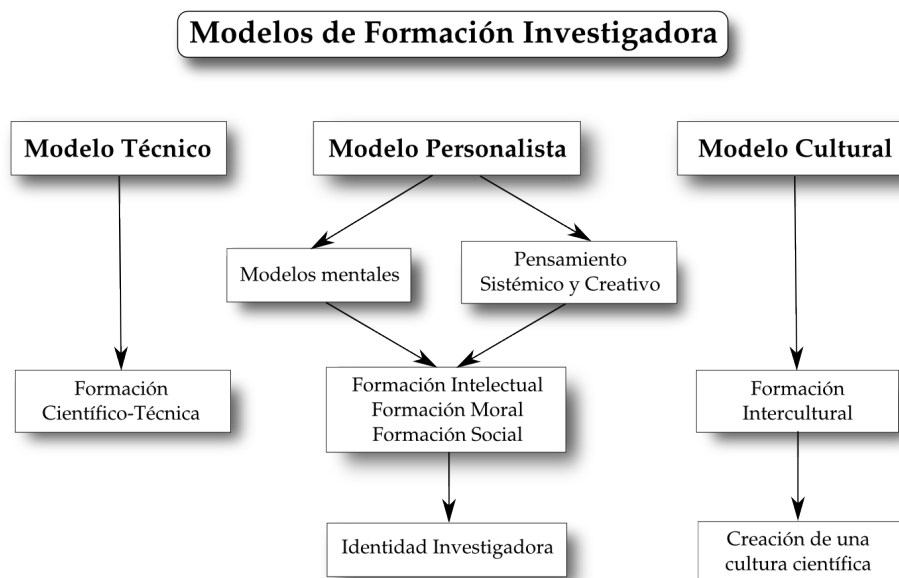 Modelos de Formación Investigadora
Modelo Técnico
Modelo Personalista
Modelo Cultural
Modelos mentales
Pensamiento
Sistémico y Creativo
Formación
Científico-Técnica
Formación Intelectual
Formación Moral
Formación Social
Formación
Intercultural
Identidad Investigadora
Creación de una
cultura científica